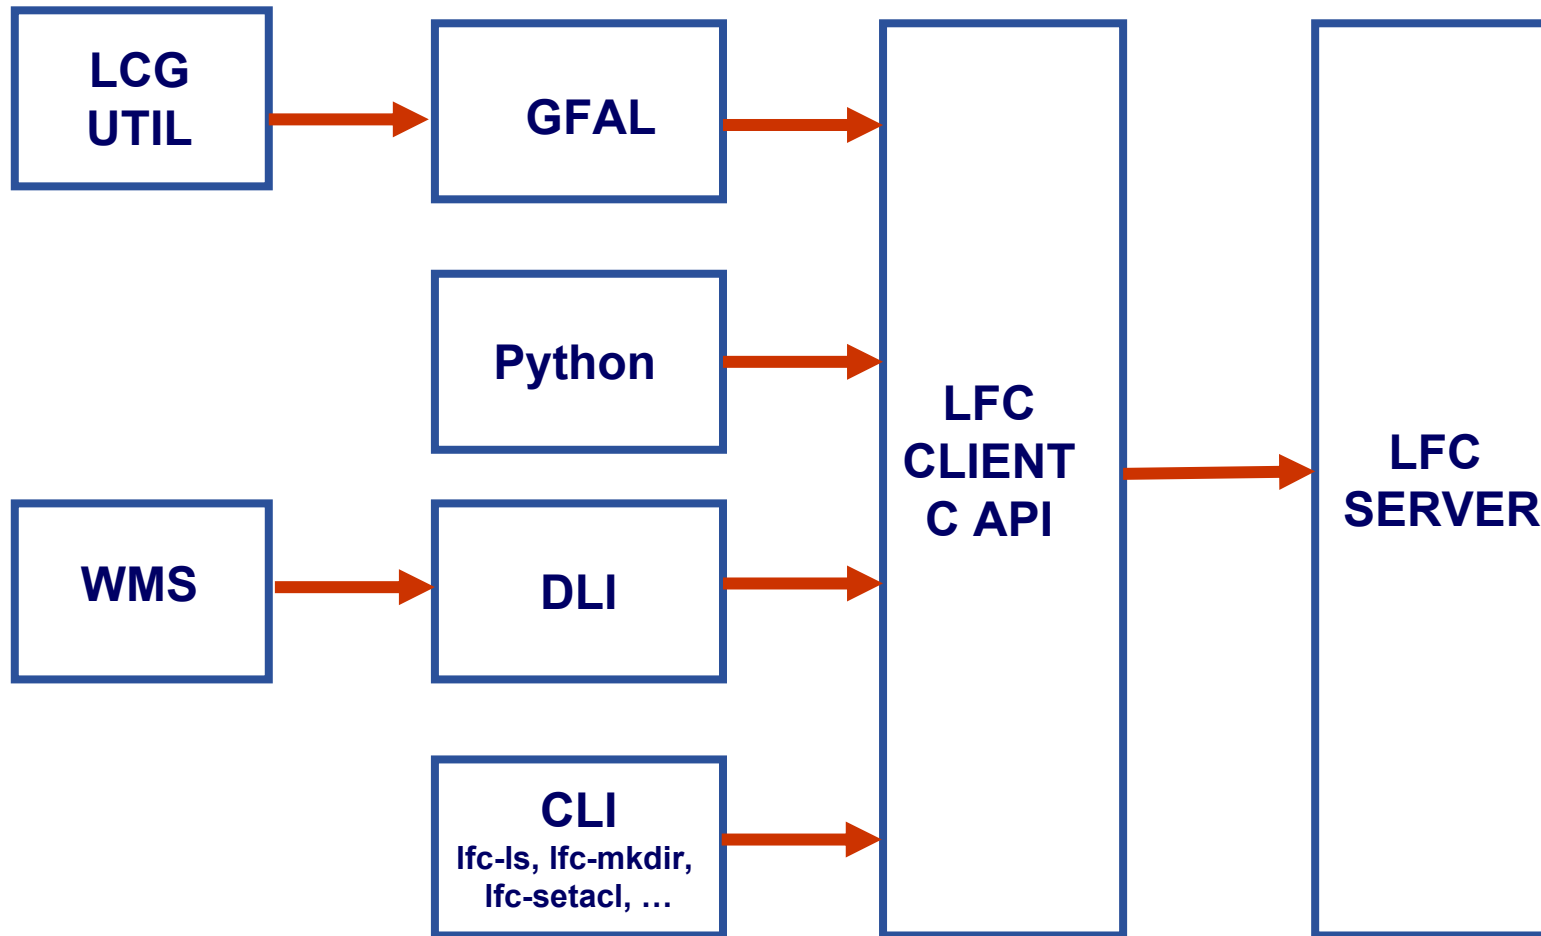 LCG
UTIL
GFAL
Python
WMS
DLI
CLI
lfc-ls, lfc-mkdir,
lfc-setacl, …
LFC
CLIENT
C API
LFC
SERVER